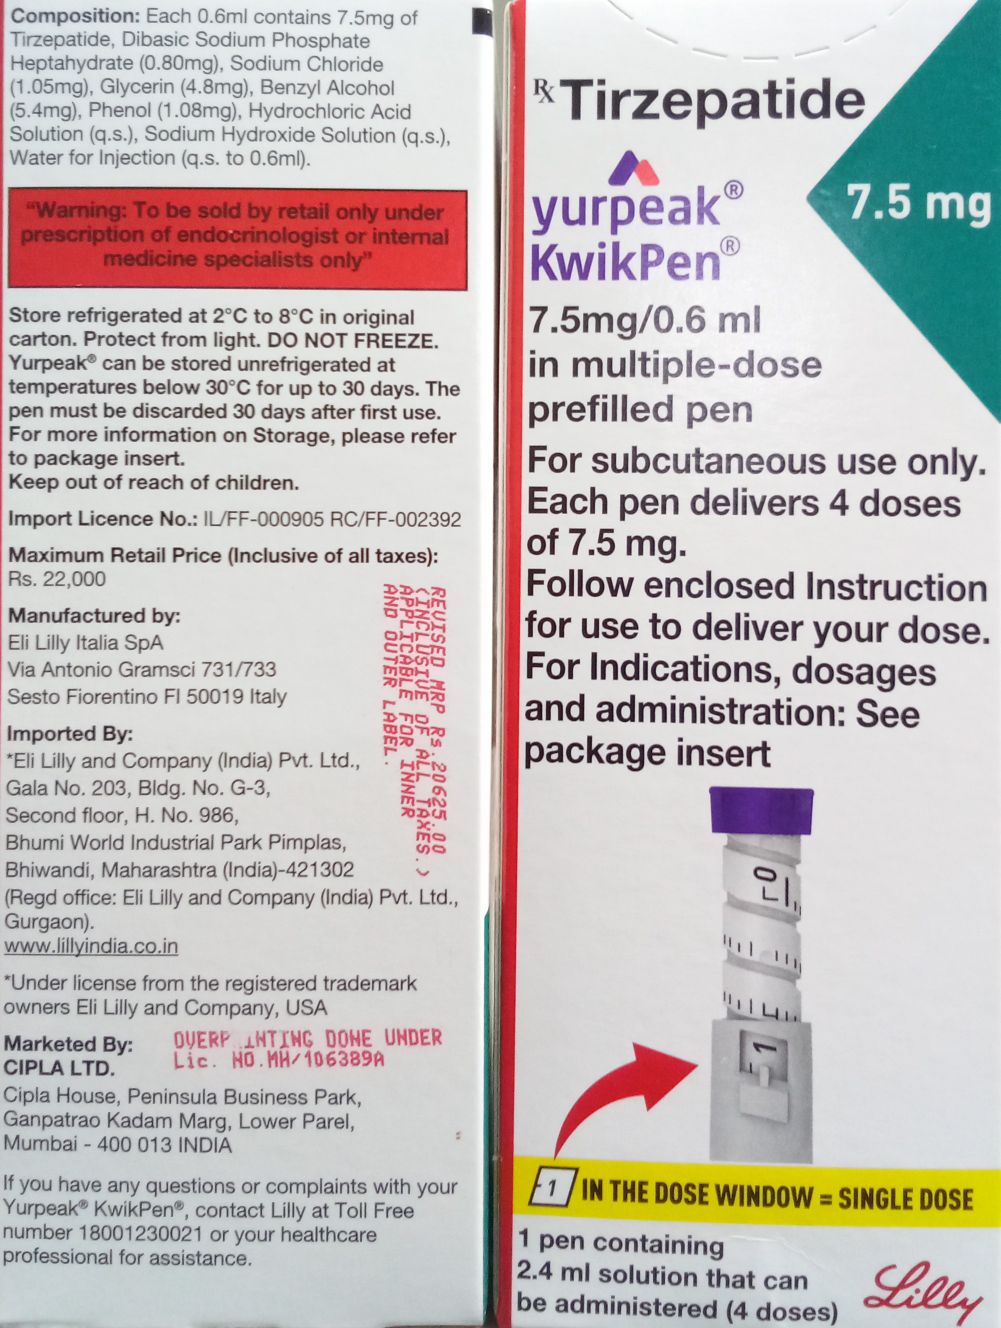 Composition: Each 0.6ml contains 7.5mg of
Tirzepatide, Dibasic Sodium Phosphate
Heptahydrate (0.80mg), Sodium Chloride
(1.05mg), Glycerin (4.8mg), Benzyl Alcohol
(5.4mg), Phenol (1.08mg), Hydrochloric Acid
Solution (q.s.), Sodium Hydroxide Solution (q.s.),
Water for Injection (q.s. to 0.6ml).
"Warning: To be sold by retail only under
prescription of endocrinologist or internal
medicine specialists only"
Store refrigerated at 2°C to 8°C in original
carton. Protect from light. DO NOT FREEZE.
Yurpeak® can be stored unrefrigerated at
temperatures below 30°C for up to 30 days. The
pen must be discarded 30 days after first use.
For more information on Storage, please refer
to package insert.
Keep out of reach of children.
Import Licence No.: IL/FF-000905 RC/FF-002392
Maximum Retail Price (Inclusive of all taxes):
Rs. 22,000
Manufactured by:
Eli Lilly Italia SpA
Via Antonio Gramsci 731/733
Sesto Fiorentino FI 50019 Italy
Imported By:
*Eli Lilly and Company (India) Pvt. Ltd.,
Gala No. 203, Bldg. No. G-3,
Second floor, H. No. 986,
Bhumi World Industrial Park Pimplas,
Bhiwandi, Maharashtra (India)-421302
(Regd office: Eli Lilly and Company (India) Pvt. Ltd.,
Gurgaon).
www.lillyindia.co.in
REVISED MRP Rs.20625.00
(INCLUSIVE OF ALL TAXES.)
APPLICABLE FOR INNER
AND OUTER LABEL.
*Under license from the registered trademark
owners Eli Lilly and Company, USA
Marketed By:
CIPLA LTD.
Cipla House, Peninsula Business Park,
Ganpatrao Kadam Marg, Lower Parel,
Mumbai - 400 013 INDIA
OVERP INTING DONE UNDER
Lic. NO.MH/106389A
If you have any questions or complaints with your
Yurpeak® KwikPen®, contact Lilly at Toll Free
number 18001230021 or your healthcare
professional for assistance.
Rx Tirzepatide
yurpeak®
KwikPen®
7.5 mg
7.5mg/0.6 ml
in multiple-dose
prefilled pen
For subcutaneous use only.
Each pen delivers 4 doses
of 7.5 mg.
Follow enclosed Instruction
for use to deliver your dose.
For Indications, dosages
and administration: See
package insert
0
1
1 IN THE DOSE WINDOW = SINGLE DOSE
1 pen containing
2.4 ml solution that can
be administered (4 doses)
Lilly